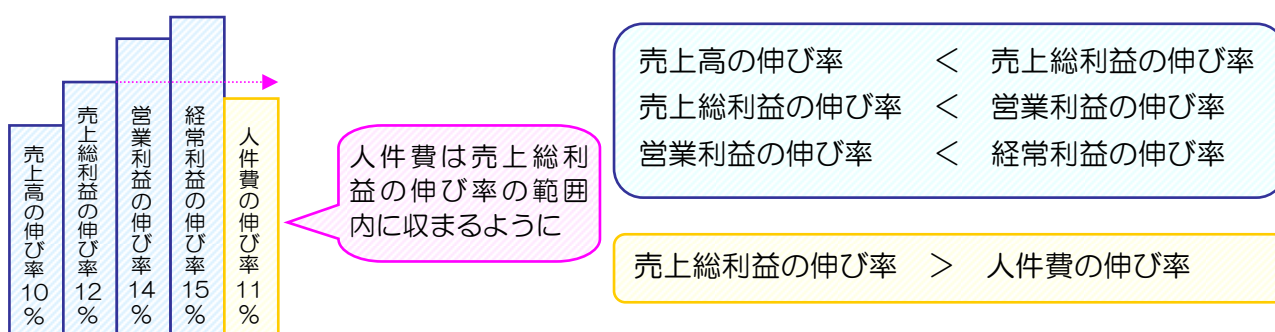 売上高の伸び率10%
売上総利益の伸び率12%
営業利益の伸び率14%
経常利益の伸び率15%
人件費の伸び率11%
人件費は売上総利
益の伸び率の範囲
内に収まるように
売上高の伸び率 < 売上総利益の伸び率
売上総利益の伸び率 < 営業利益の伸び率
営業利益の伸び率 < 経常利益の伸び率
売上総利益の伸び率 > 人件費の伸び率